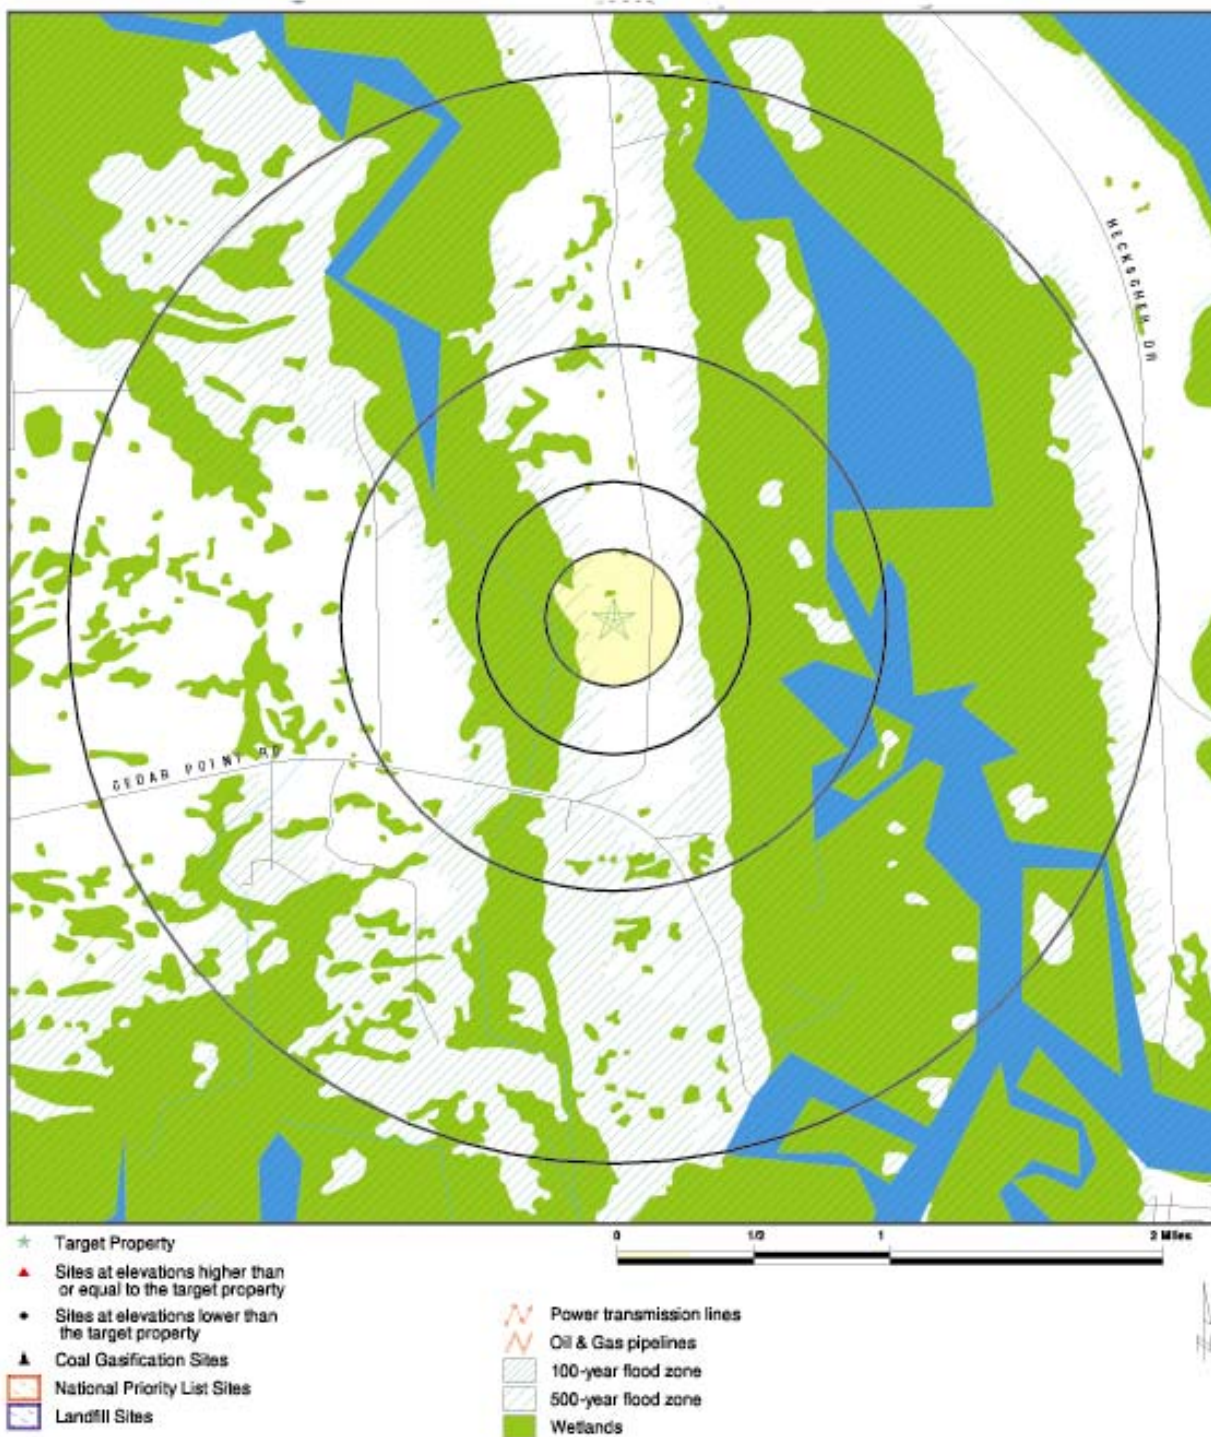 HECKSCHER DR
CEDAR POINT RD
0 1/2 1 2 Miles
Target Property
Sites at elevations higher than
or equal to the target property
Sites at elevations lower than
the target property
Coal Gasification Sites
National Priority List Sites
Landfill Sites
Power transmission lines
Oil & Gas pipelines
100-year flood zone
500-year flood zone
Wetlands